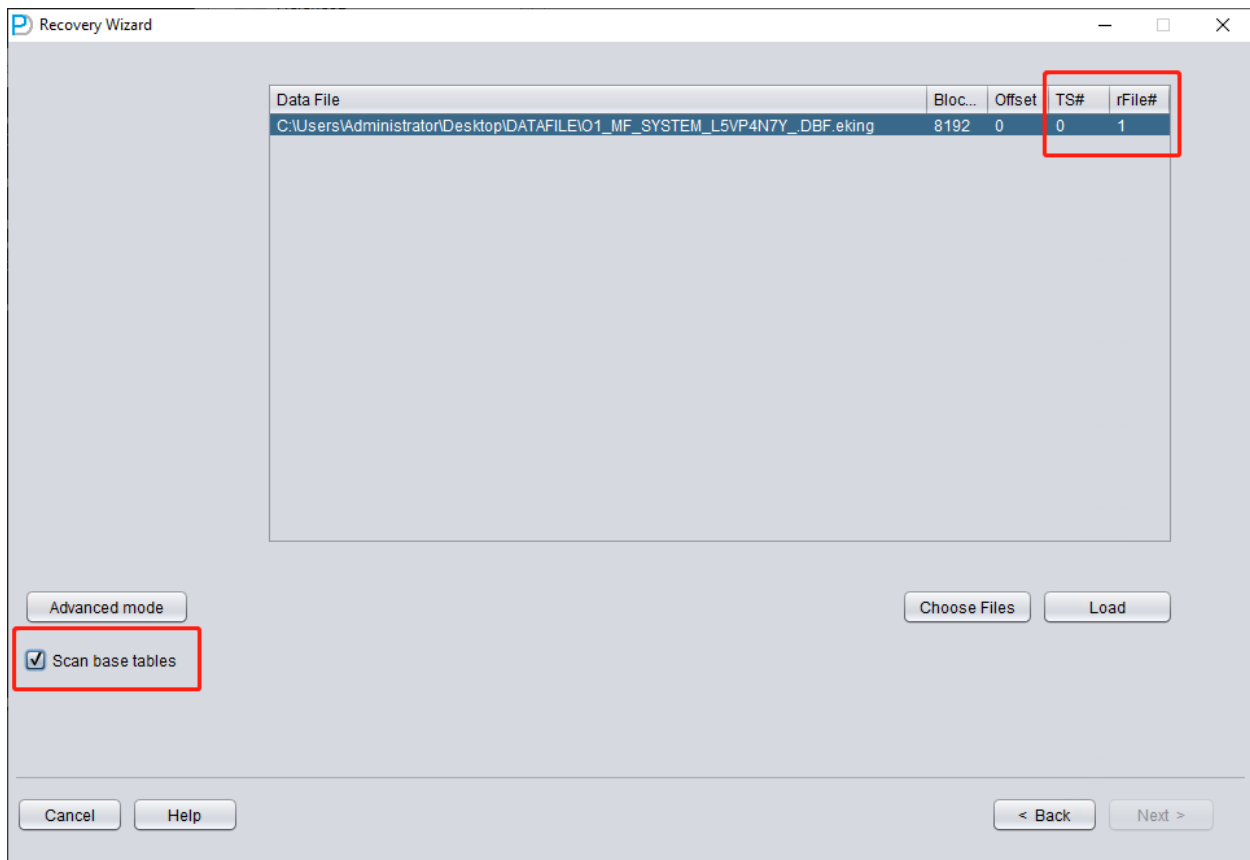 Recovery Wizard
Data File Bloc... Offset TS# rFile#
C:\Users\Administrator\Desktop\DATAFILE\O1_MF_SYSTEM_L5VP4N7Y_.DBF.eking 8192 0 0 1
Advanced mode Choose Files Load
Scan base tables
Cancel Help < Back Next >